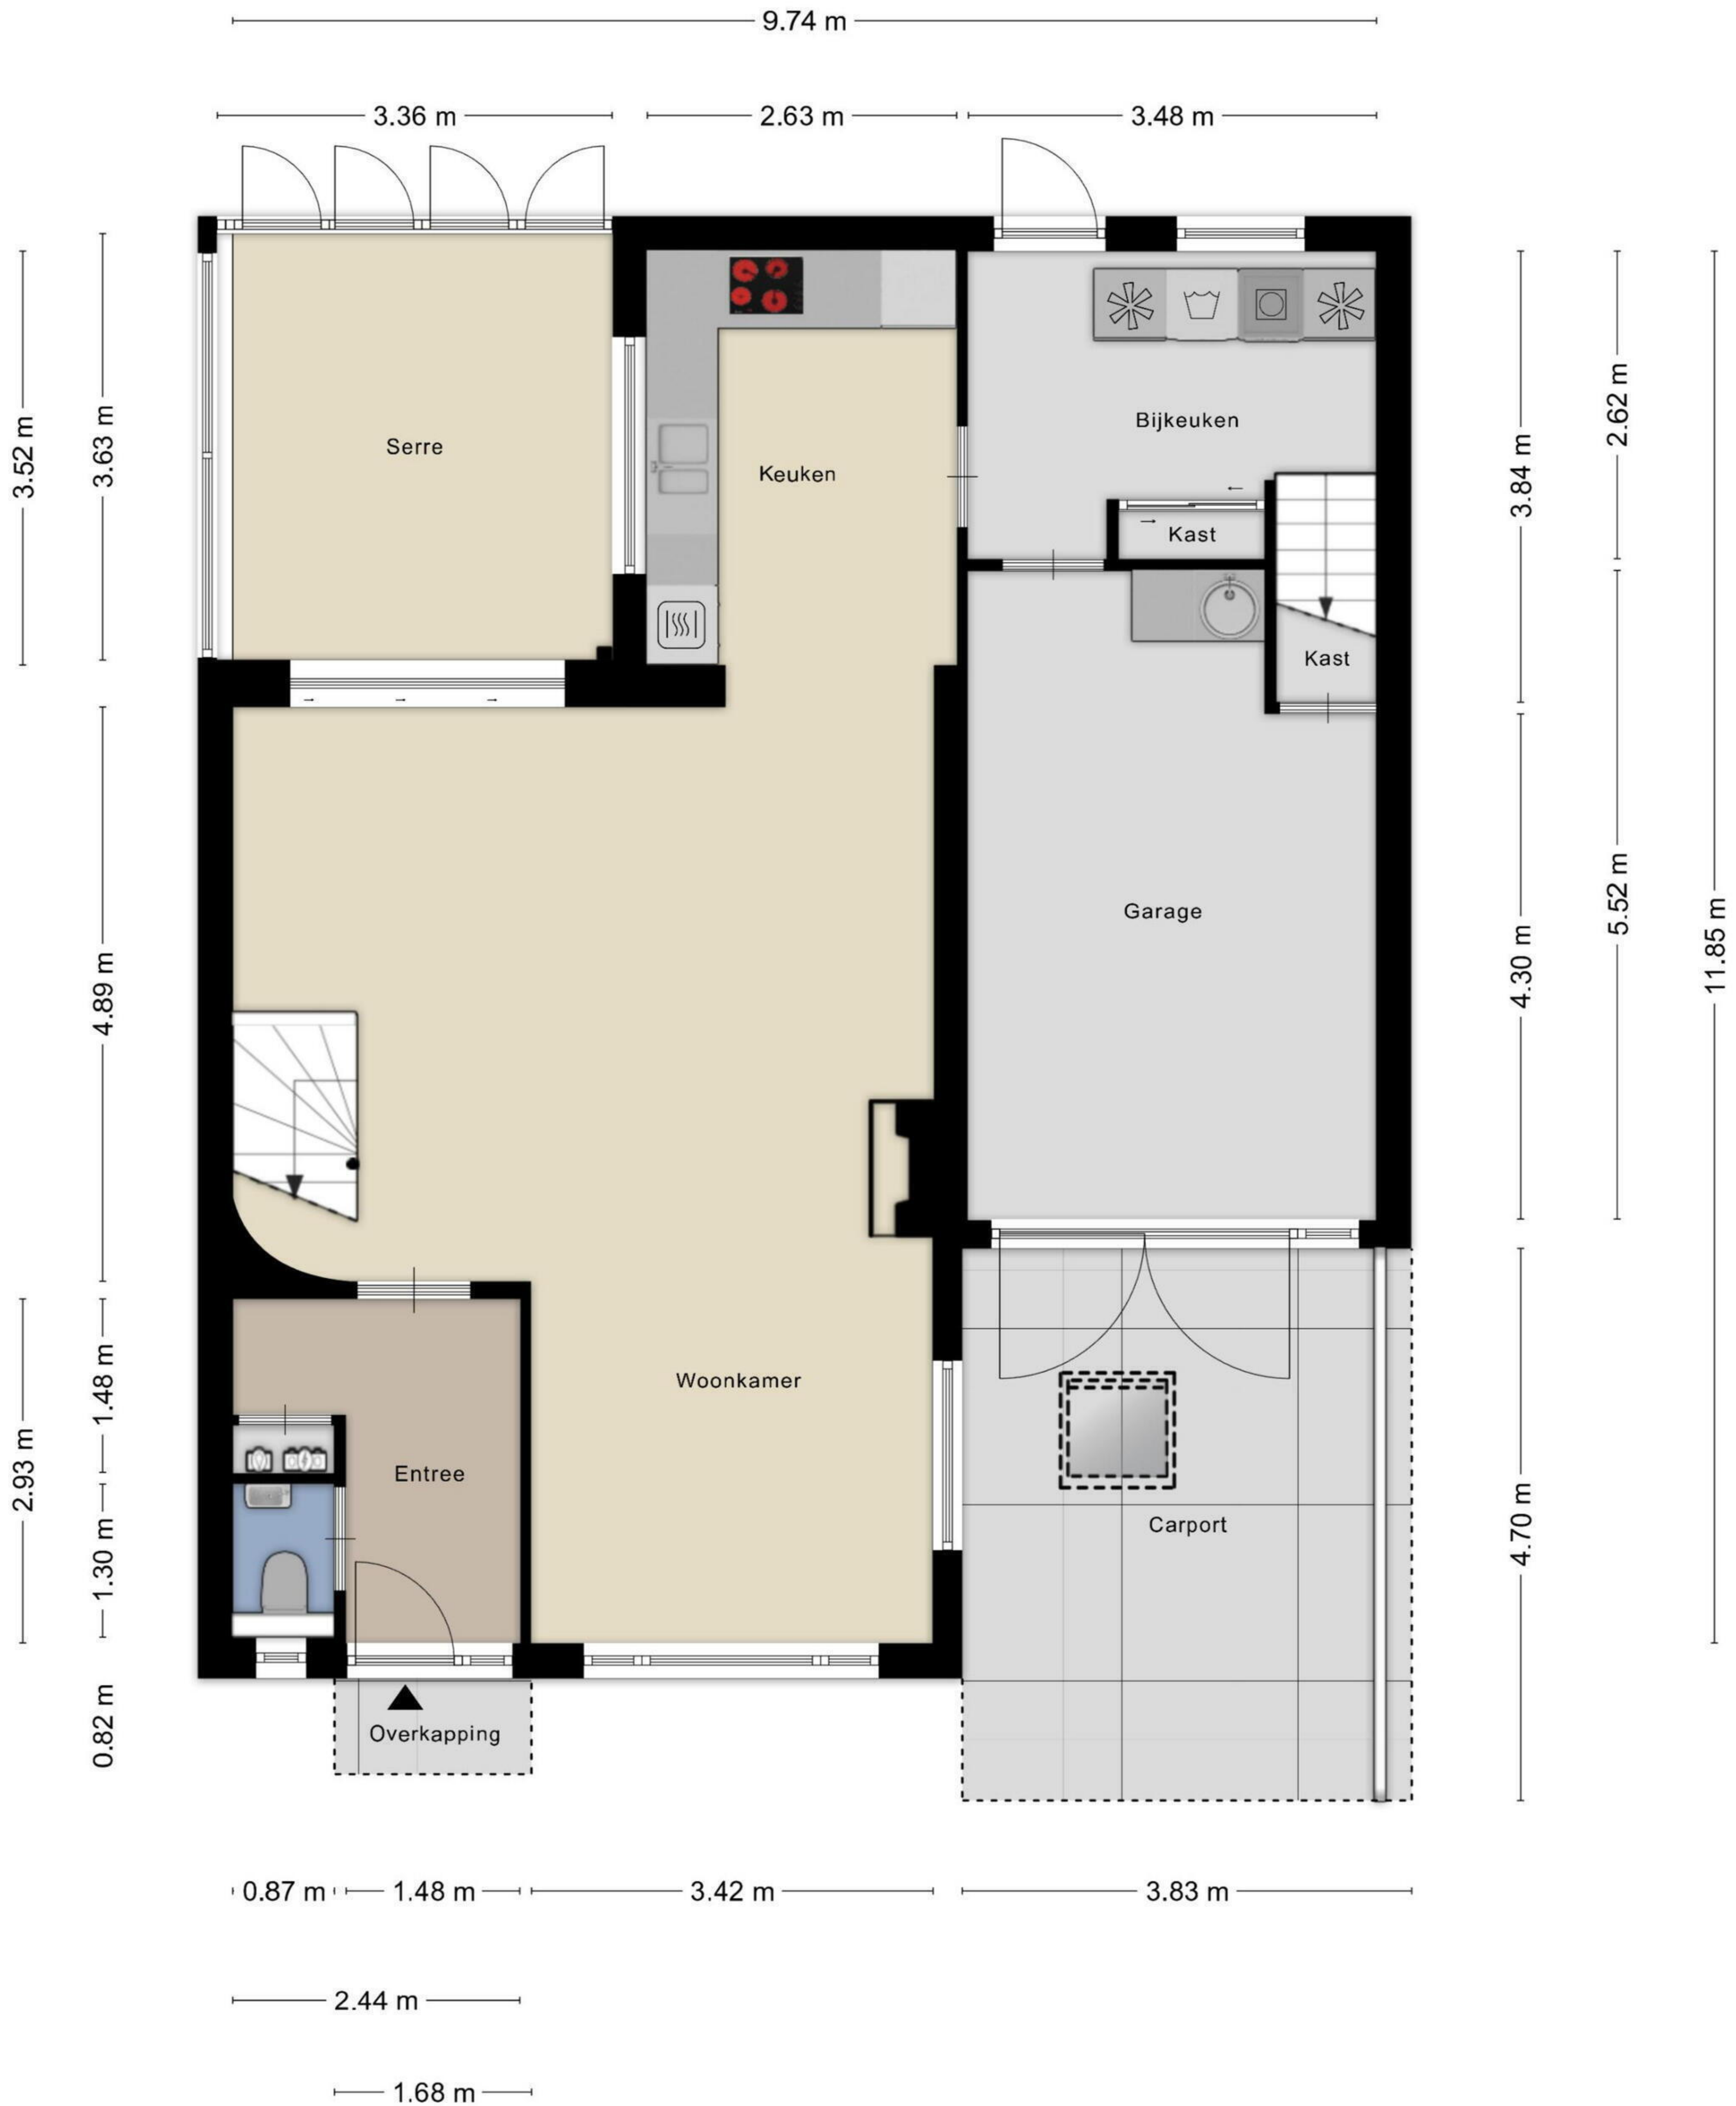 9.74 m
3.36 m
2.63 m
3.48 m
3.52 m
3.63 m
Serre
Keuken
Bijkeuken
Kast
Kast
3.84 m
2.62 m
4.89 m
Garage
4.30 m
5.52 m
11.85 m
Woonkamer
2.93 m
1.48 m
1.30 m
Entree
Carport
4.70 m
0.82 m
Overkapping
0.87 m
1.48 m
3.42 m
3.83 m
2.44 m
1.68 m